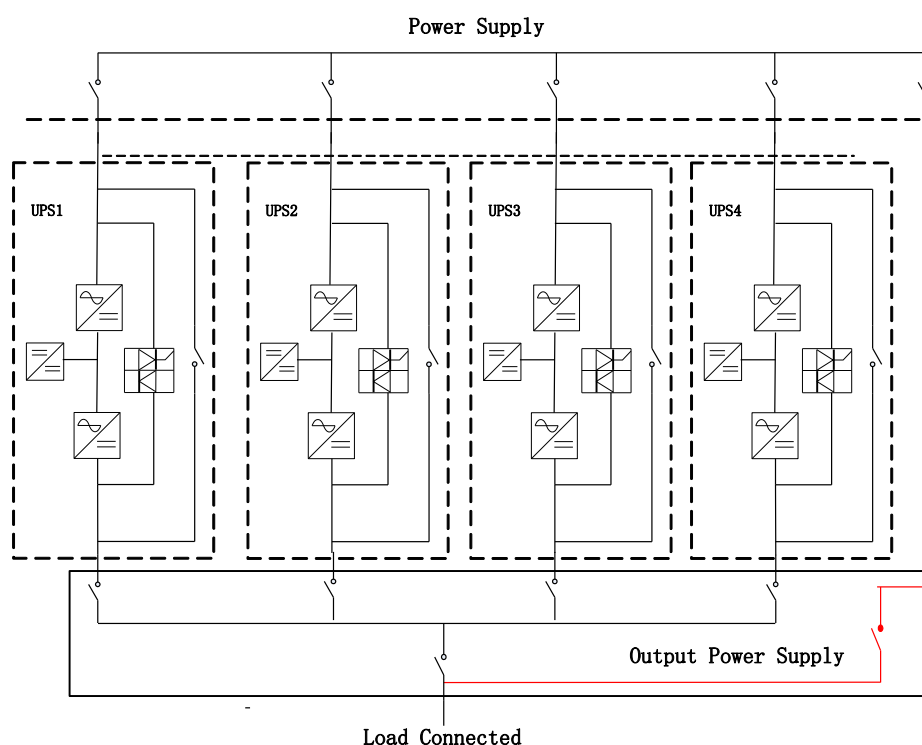 Power Supply
UPS1
UPS2
UPS3
UPS4
Output Power Supply
Load Connected